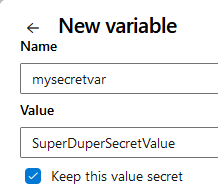 New variable
Name
mysecretvar
Value
SuperDuperSecretValue
Keep this value secret